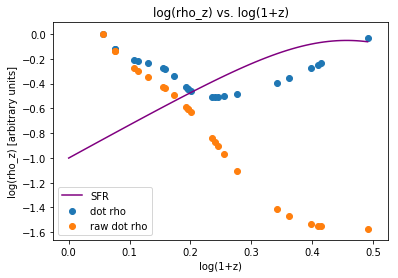 log(rho_z) vs. log(1+z)
log(rho_z) [arbitrary units]
0.0
−0.2
−0.4
−0.6
−0.8
−1.0
−1.2
−1.4
−1.6
SFR
dot rho
raw dot rho
0.0 0.1 0.2 0.3 0.4 0.5
log(1+z)